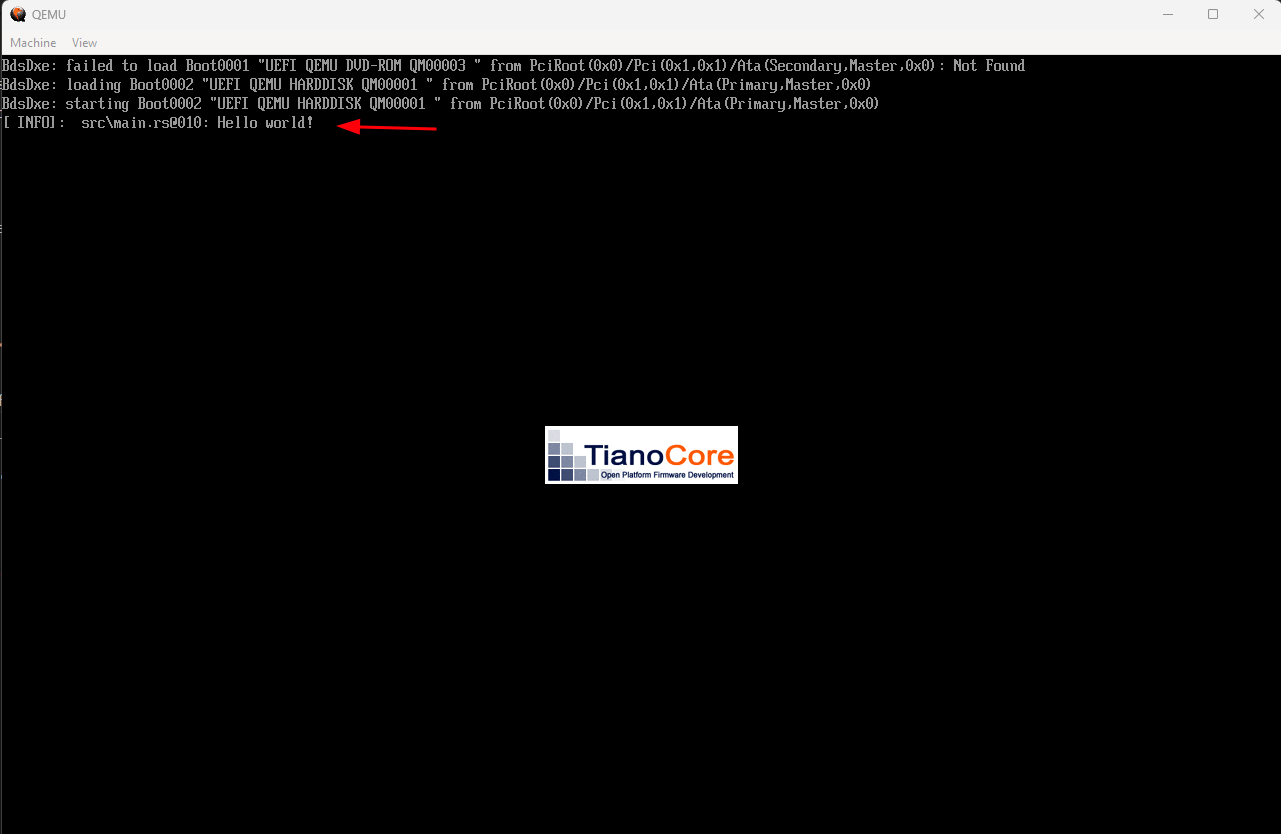 QEMU
Machine View
BdsDxe: failed to load Boot0001 "UEFI QEMU DVD-ROM QM00003 " from PciRoot(0x0)/Pci(0x1,0x1)/Ata(Secondary,Master,0x0): Not Found
BdsDxe: loading Boot0002 "UEFI QEMU HARDDISK QM00001 " from PciRoot(0x0)/Pci(0x1,0x1)/Ata(Primary,Master,0x0)
BdsDxe: starting Boot0002 "UEFI QEMU HARDDISK QM00001 " from PciRoot(0x0)/Pci(0x1,0x1)/Ata(Primary,Master,0x0)
[ INFO]:  src\main.rs@010: Hello world!
TianoCore
Open Platform Firmware Development